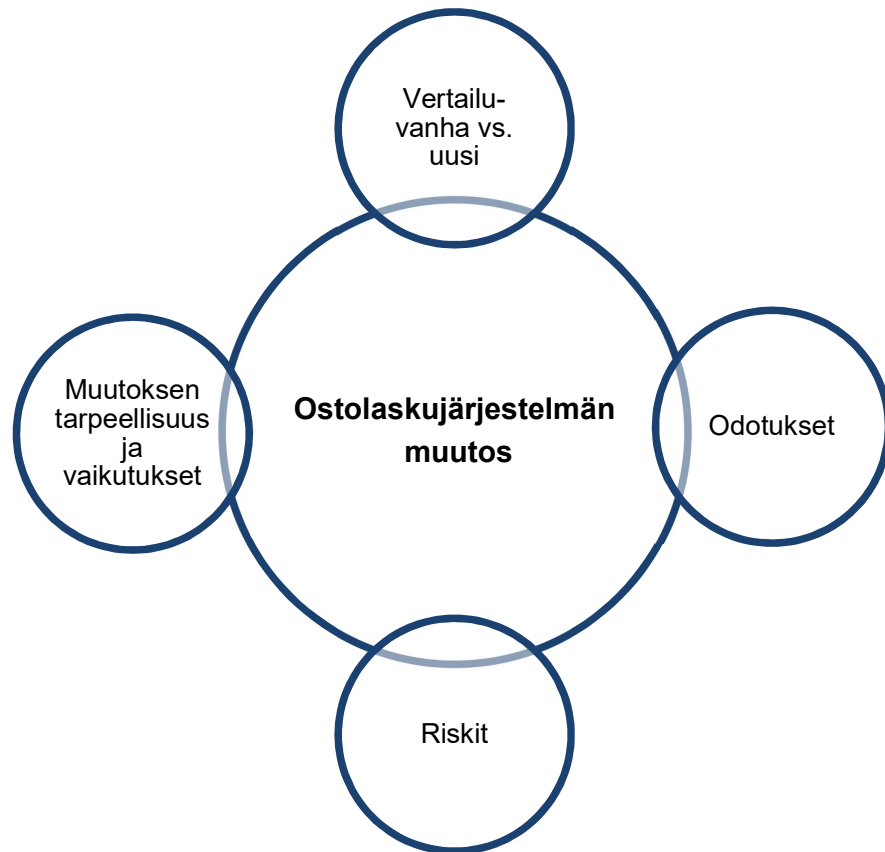 Vertailu-
vanha vs.
uusi
Muutoksen
tarpeellisuus
ja
vaikutukset
Ostolaskujärjestelmän
muutos
Odotukset
Riskit